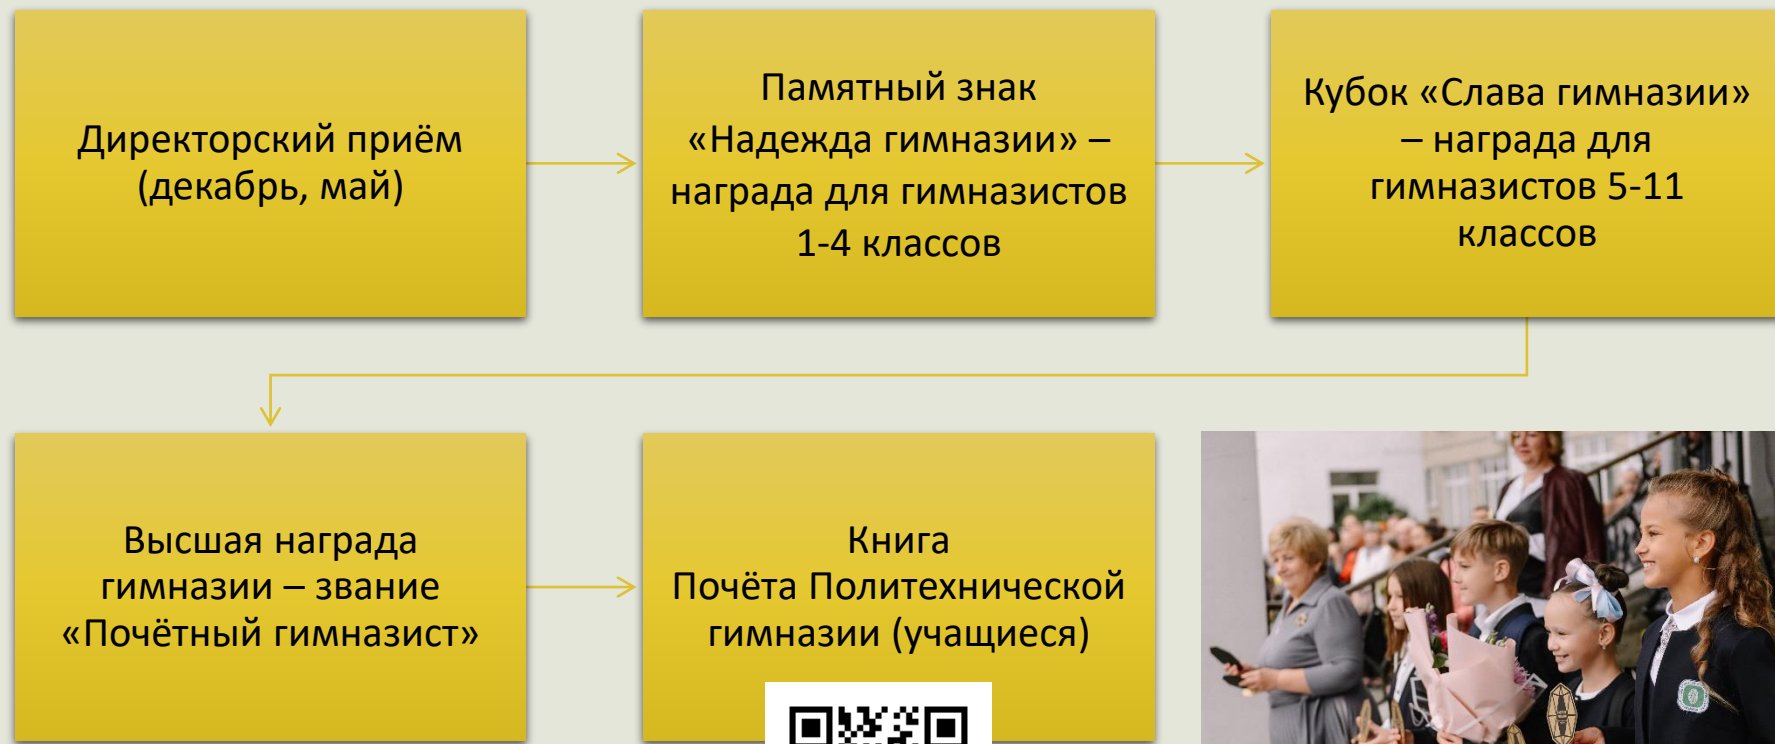 Директорский приём
(декабрь, май)
Памятный знак
«Надежда гимназии» –
награда для гимназистов
1-4 классов
Кубок «Слава гимназии»
– награда для
гимназистов 5-11
классов
Высшая награда
гимназии – звание
«Почётный гимназист»
Книга
Почёта Политехнической
гимназии (учащиеся)